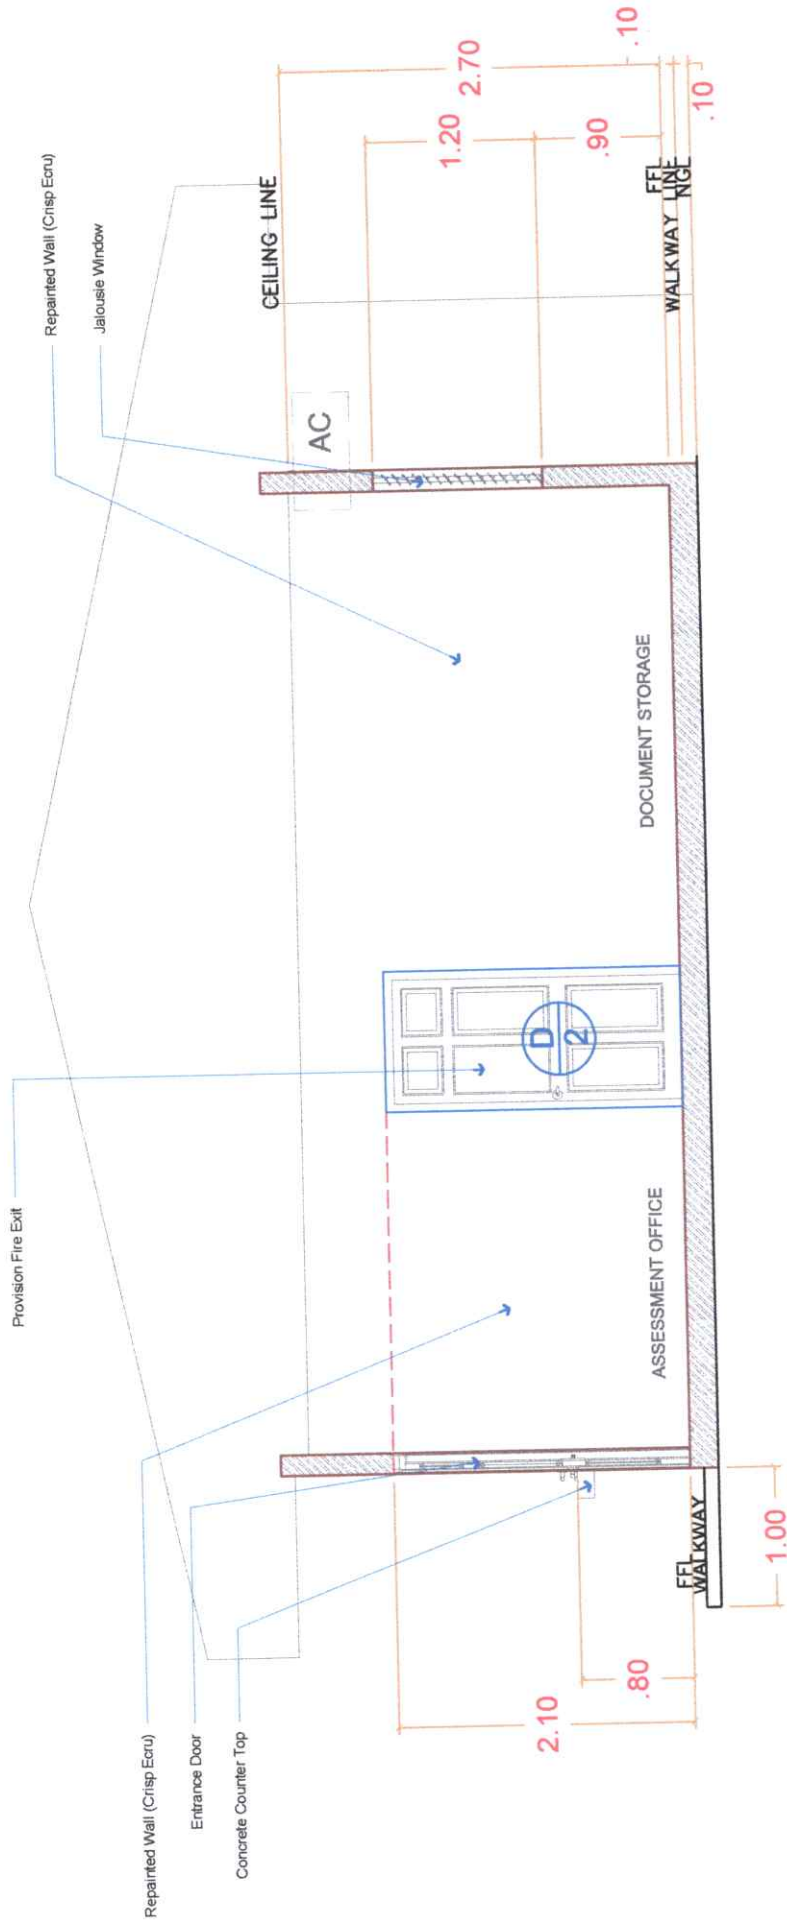 Provision Fire Exit
Repainted Wall (Crisp Ecru)
Jalousie Window
Repainted Wall (Crisp Ecru)
Entrance Door
Concrete Counter Top
CEILING LINE
AC
2.70
1.20
.90
.10
.10
2.10
.80
D
2
ASSESSMENT OFFICE
DOCUMENT STORAGE
FFL
WALKWAY
1.00
FFL
WALKWAY LINE
NGL